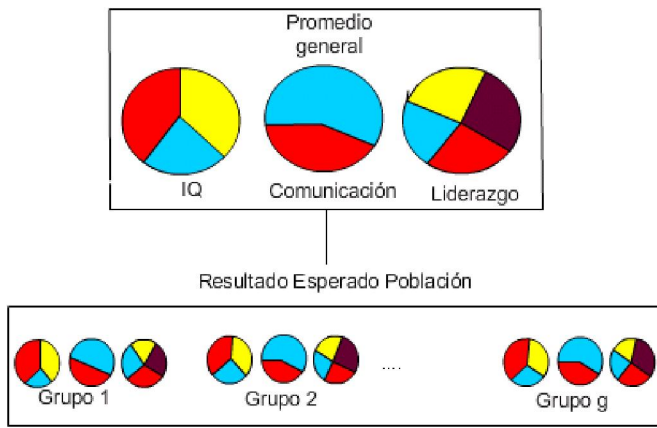 Promedio
general
IQ
Comunicación
Liderazgo
Resultado Esperado Población
....
Grupo 1
Grupo 2
Grupo g